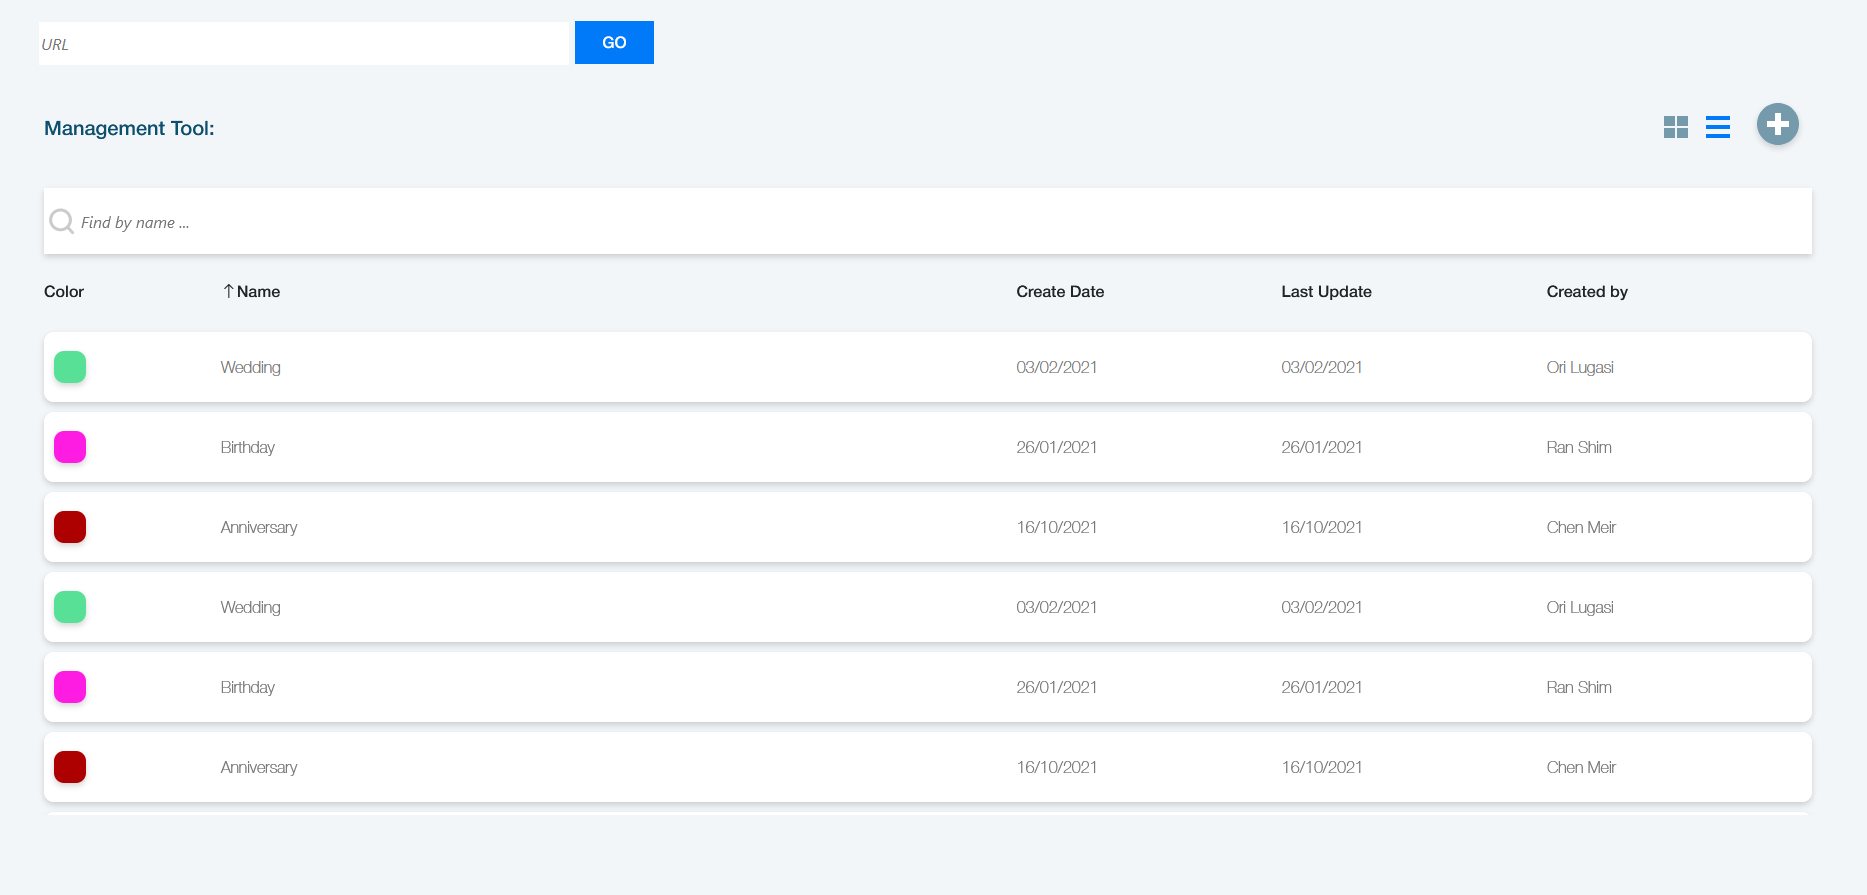 URL GO
Management Tool:
Find by name ...
Color ↑Name Create Date Last Update Created by
Wedding 03/02/2021 03/02/2021 Ori Lugasi
Birthday 26/01/2021 26/01/2021 Ran Shim
Anniversary 16/10/2021 16/10/2021 Chen Meir
Wedding 03/02/2021 03/02/2021 Ori Lugasi
Birthday 26/01/2021 26/01/2021 Ran Shim
Anniversary 16/10/2021 16/10/2021 Chen Meir